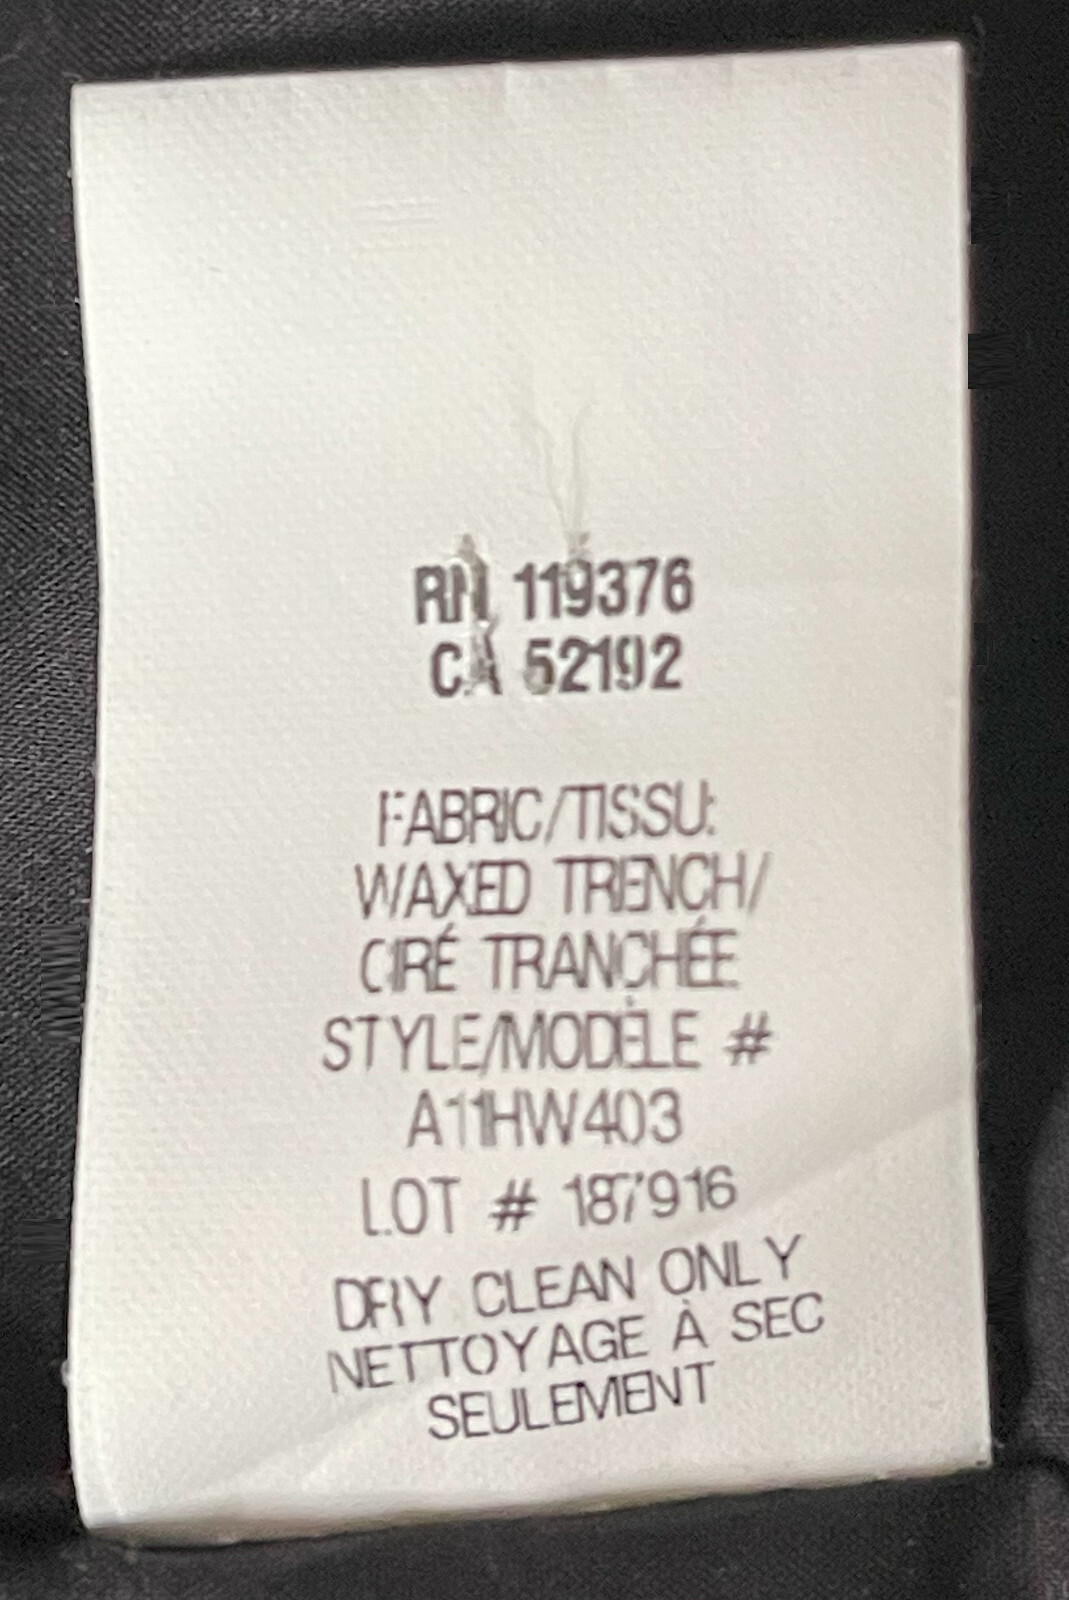 RN 119376
CA 52192
FABRIC/TISSU:
WAXED TRENCH/
CIRÉ TRANCHÉE
STYLE/MODÈLE #
A11HW403
LOT # 187916
DRY CLEAN ONLY
NETTOYAGE À SEC
SEULEMENT